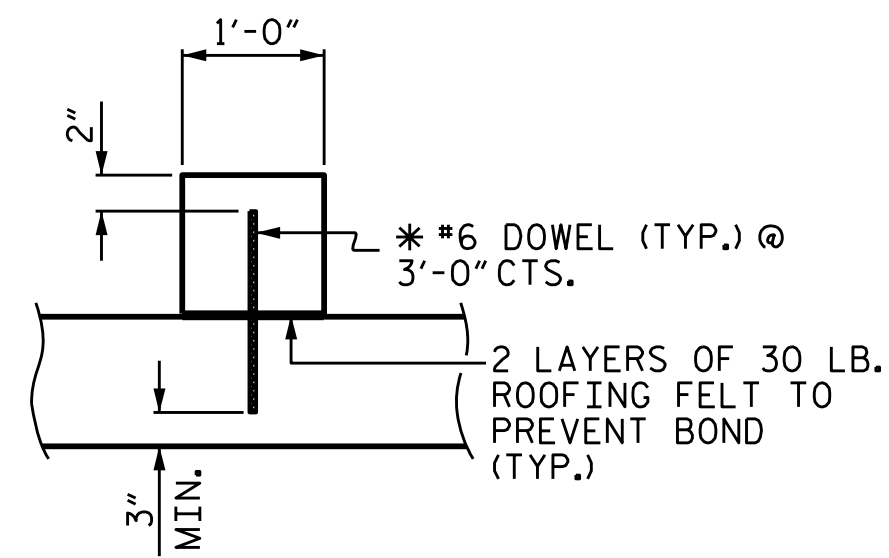 1'-0"
2"
* #6 DOWEL (TYP.) @
3'-0" CTS.
2 LAYERS OF 30 LB.
ROOFING FELT TO
PREVENT BOND
(TYP.)
3"
MIN.